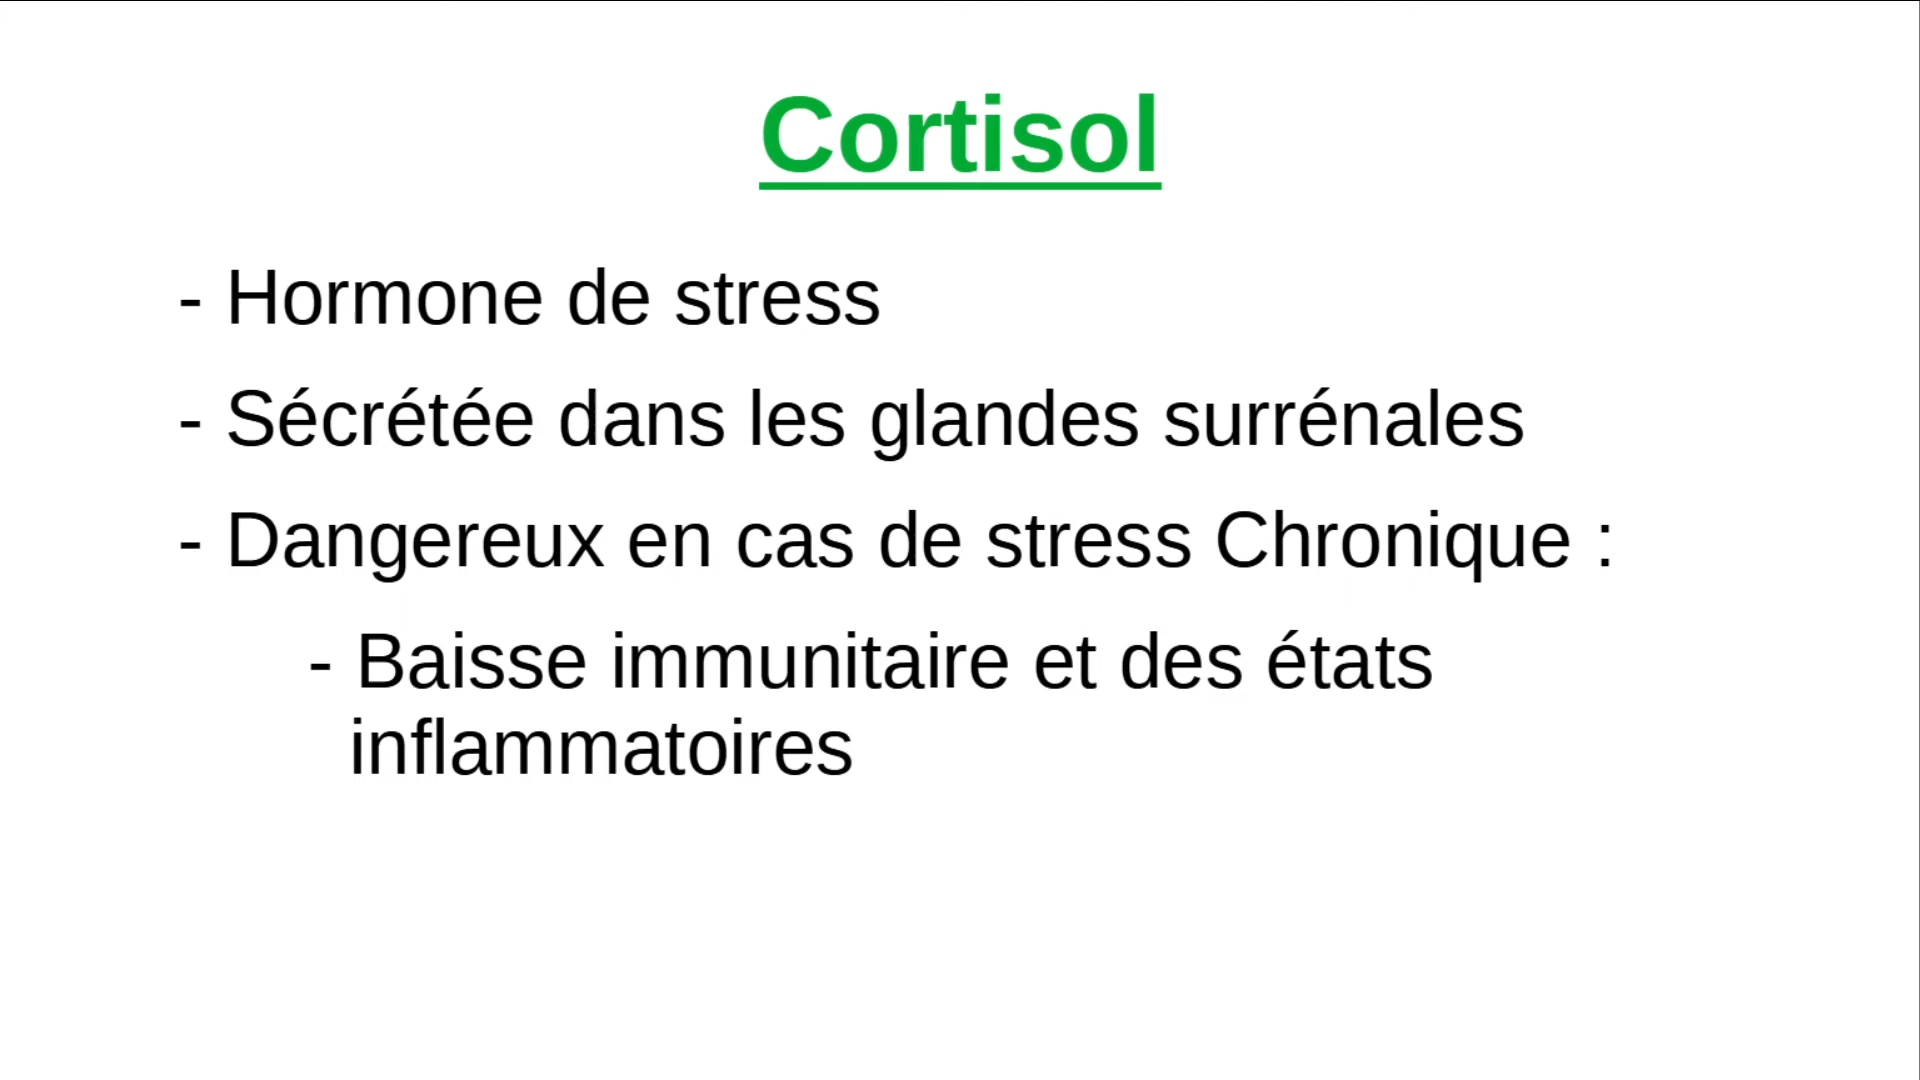 Cortisol
- Hormone de stress
- Sécrétée dans les glandes surrénales
- Dangereux en cas de stress Chronique :
- Baisse immunitaire et des états
inflammatoires